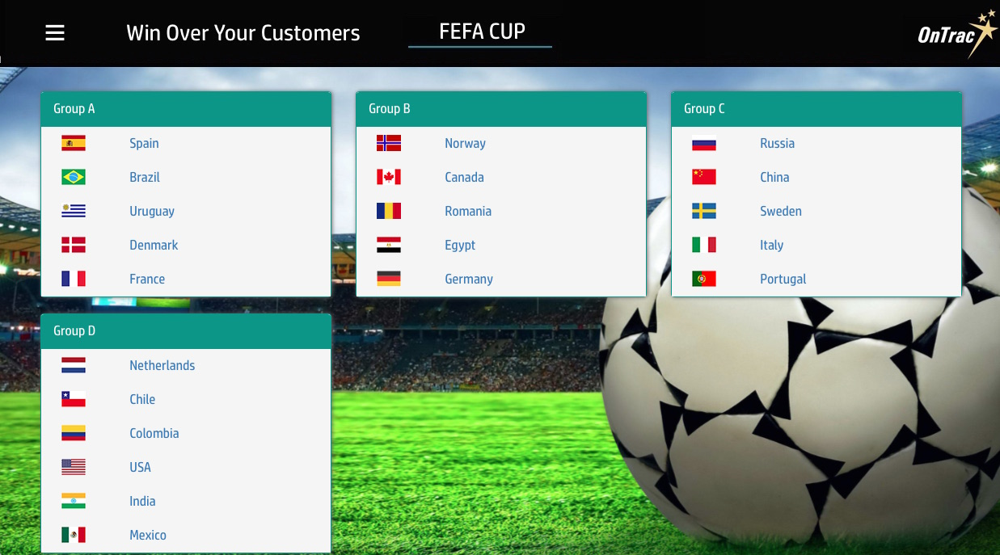 Win Over Your Customers
FEFA CUP
OnTrac
Group A
Spain
Brazil
Uruguay
Denmark
France
Group B
Norway
Canada
Romania
Egypt
Germany
Group C
Russia
China
Sweden
Italy
Portugal
Group D
Netherlands
Chile
Colombia
USA
India
Mexico